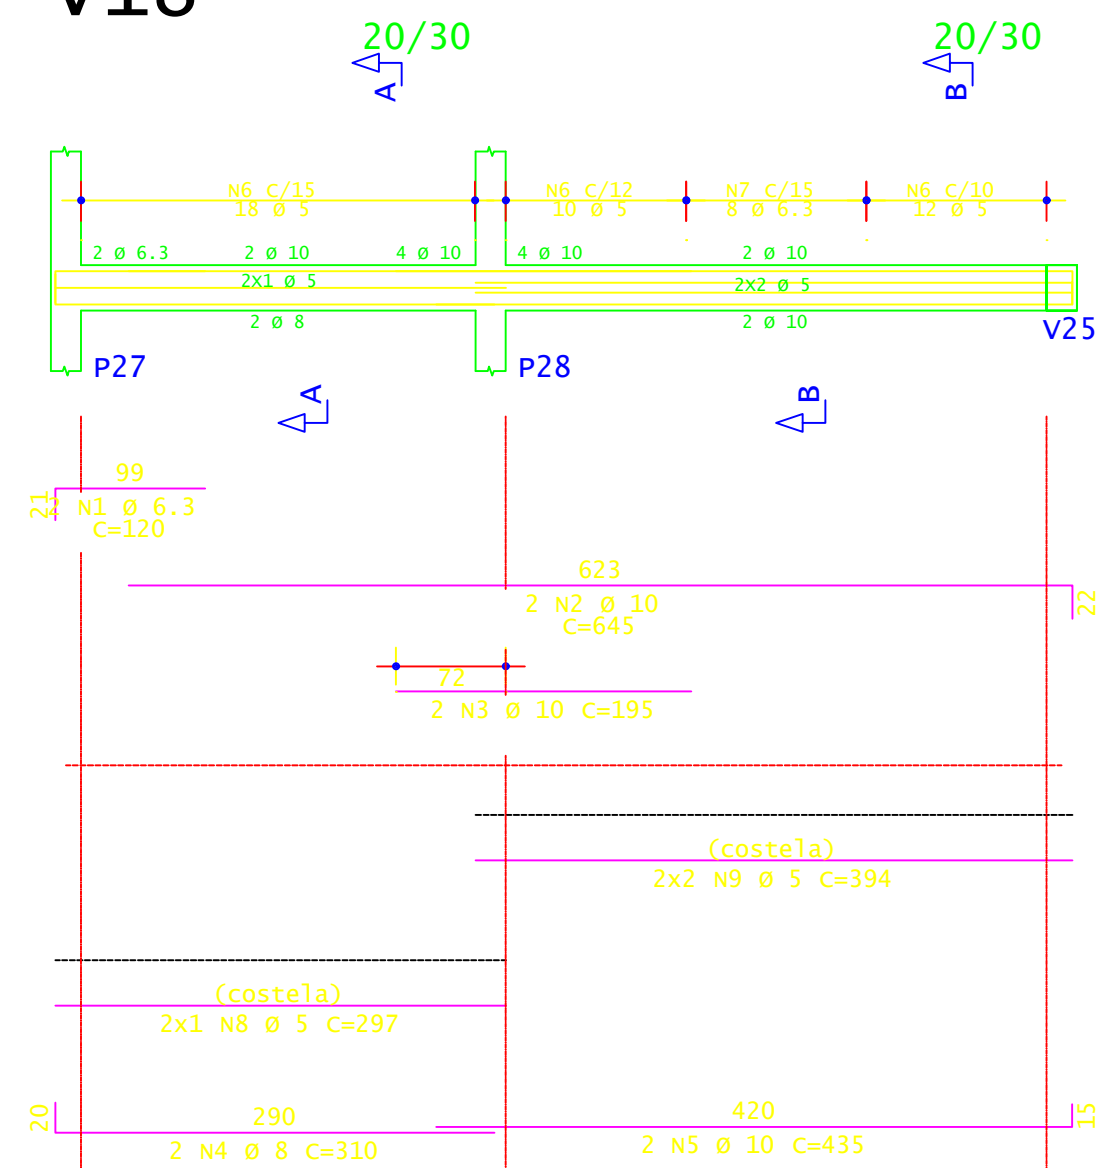 V18
20/30
20/30
A
B
N6 C/15
18 Ø 5
N6 C/12
10 Ø 5
N7 C/15
8 Ø 6.3
N6 C/10
12 Ø 5
2 Ø 6.3
2 Ø 10
4 Ø 10
4 Ø 10
2 Ø 10
2X1 Ø 5
2X2 Ø 5
2 Ø 8
2 Ø 10
V25
P27
P28
A
B
99
21
2 N1 Ø 6.3
C=120
623
22
2 N2 Ø 10
C=645
72
2 N3 Ø 10 C=195
(costela)
2x2 N9 Ø 5 C=394
(costela)
2x1 N8 Ø 5 C=297
20
290
2 N4 Ø 8 C=310
420
15
2 N5 Ø 10 C=435